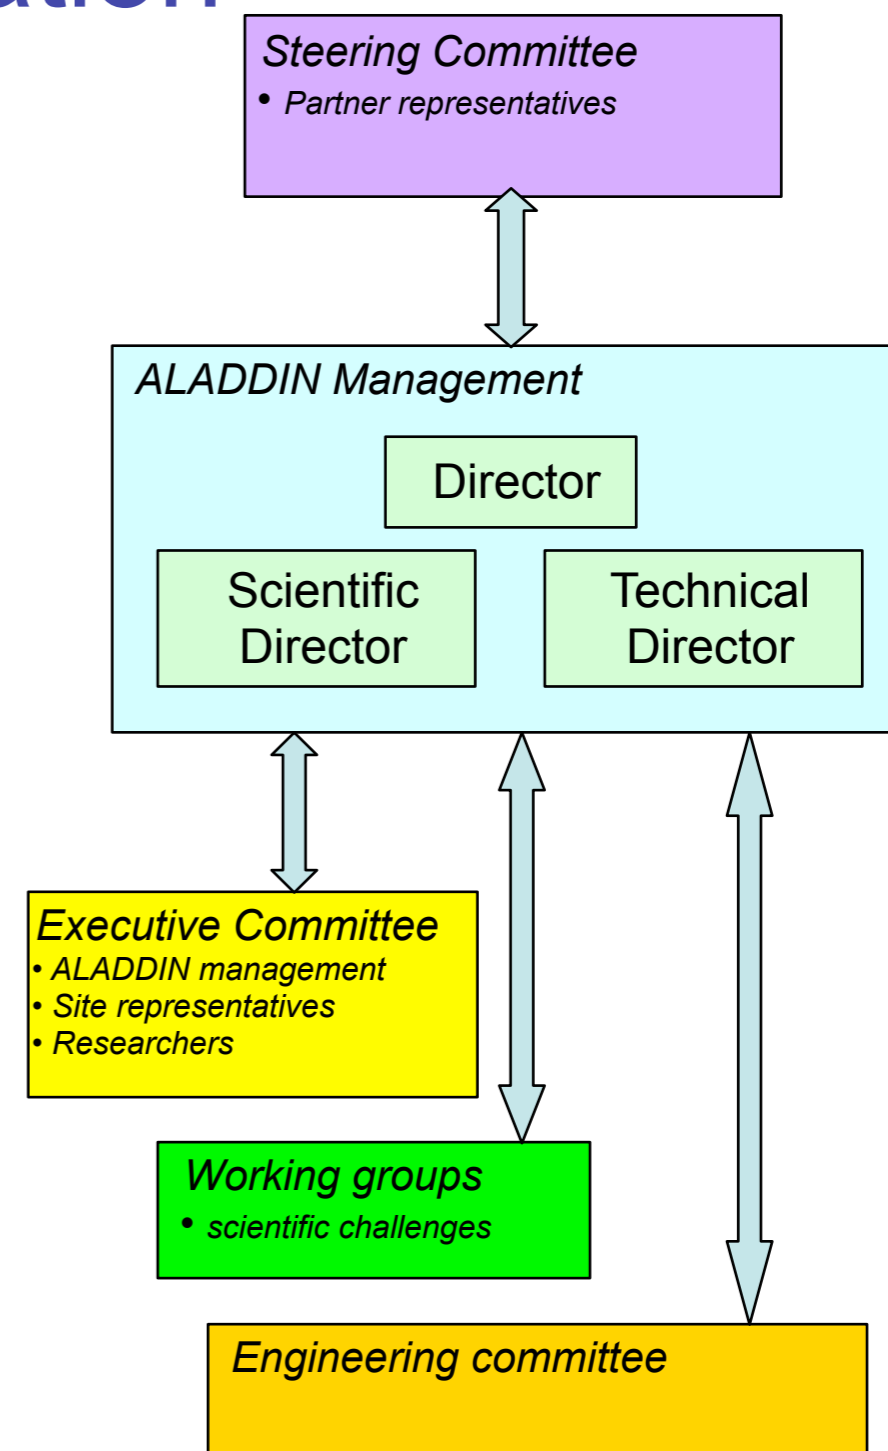 Steering Committee
• Partner representatives
ALADDIN Management
Director
Scientific
Director
Technical
Director
Executive Committee
• ALADDIN management
• Site representatives
• Researchers
Working groups
• scientific challenges
Engineering committee